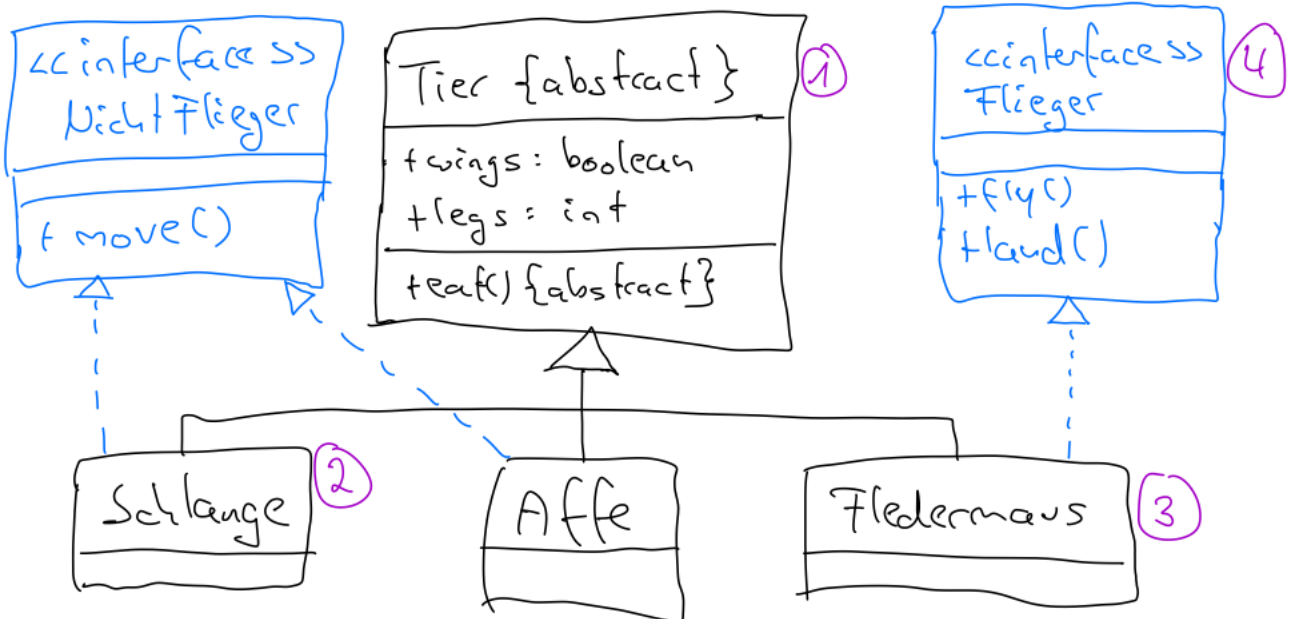 <<interface>>
NichtFlieger
+ move()
Tier {abstract}
1
+wings: boolean
+legs: int
+eat() {abstract}
<<interface>>
Flieger
4
+fly()
+land()
Schlange
2
Affe
Fledermaus
3